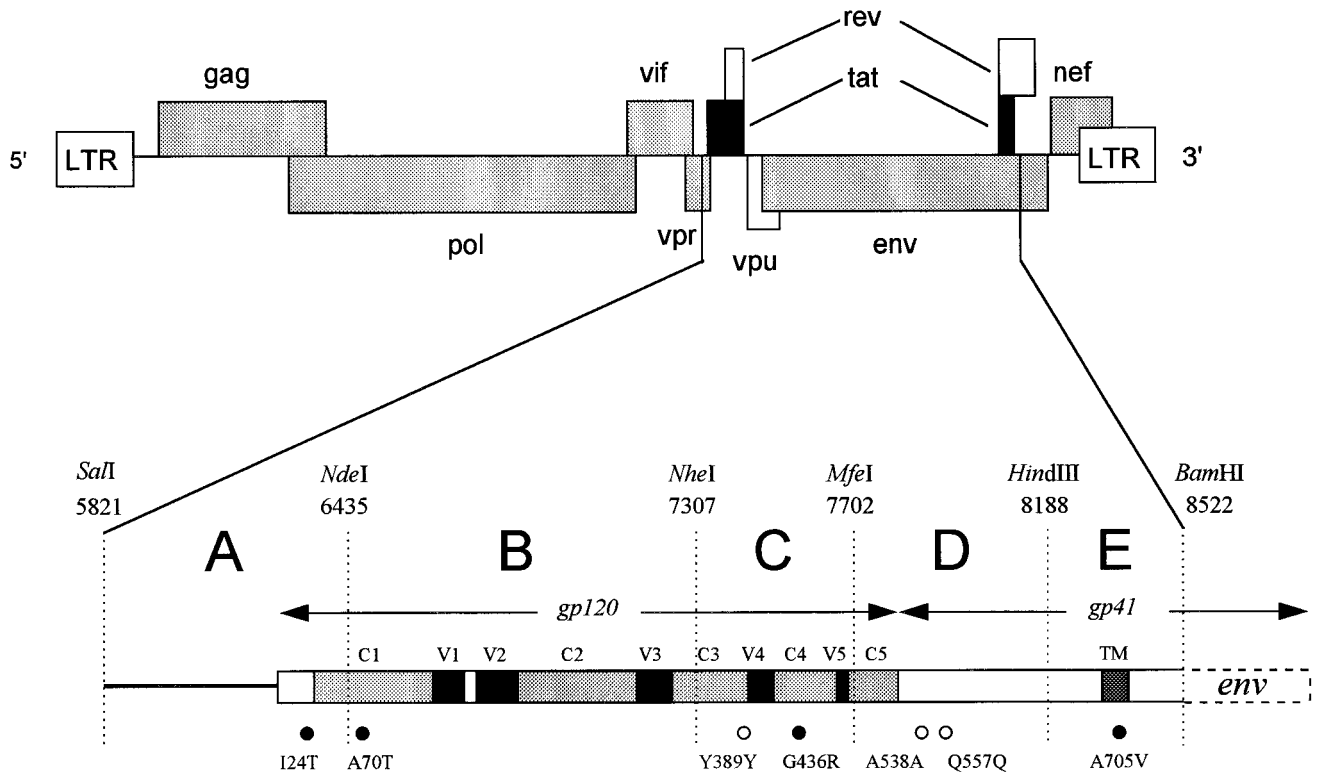 rev
gag
vif
tat
nef
5'
LTR
LTR
3'
pol
vpr
vpu
env
SalI
NdeI
NheI
MfeI
HindIII
BamHI
5821
6435
7307
7702
8188
8522
A
B
C
D
E
gp120
gp41
C1
V1
V2
C2
V3
C3
V4
C4
V5
C5
TM
env
I24T
A70T
Y389Y
G436R
A538A
Q557Q
A705V